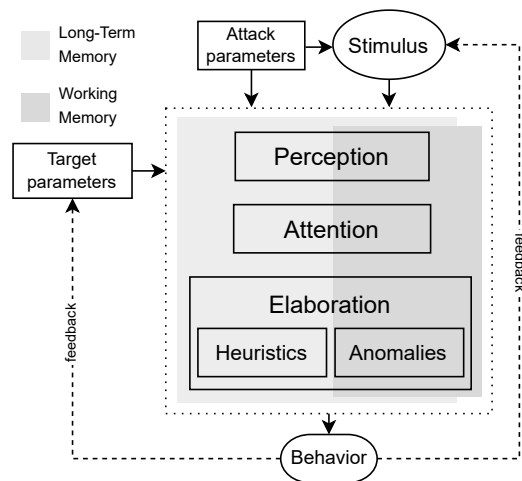 Long-Term
Memory
Working
Memory
Attack
parameters
Stimulus
Target
parameters
Perception
Attention
Elaboration
Heuristics
Anomalies
feedback
feedback
Behavior